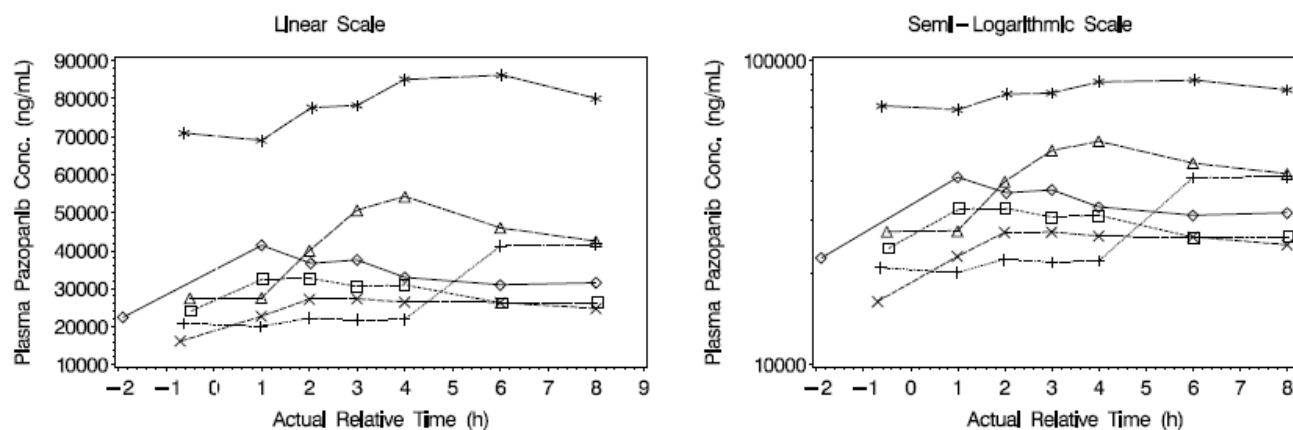 Linear Scale
Plasma Pazopanib Conc. (ng/mL)
90000
80000
70000
60000
50000
40000
30000
20000
10000
−2 −1 0 1 2 3 4 5 6 7 8 9
Actual Relative Time (h)
Semi−Logarithmic Scale
Plasma Pazopanib Conc. (ng/mL)
100000
10000
−2 −1 0 1 2 3 4 5 6 7 8
Actual Relative Time (h)